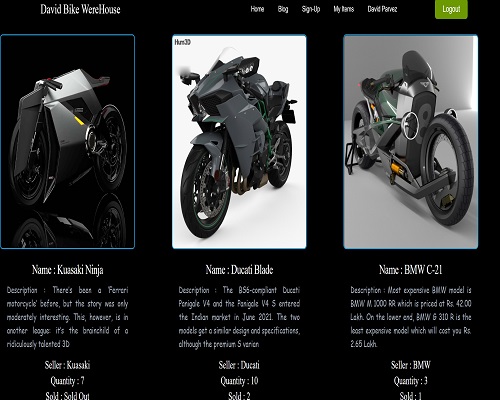 David Bike WereHouse
Home Blog Sign-Up My Items David Parvez Logout
Hum3D
Name : Kuasaki Ninja
Description : There's been a 'Ferrari
motorcycle' before, but the story was only
moderately interesting. This, however, is in
another league: it's the brainchild of a
ridiculously talented 3D
Seller : Kuasaki
Quantity : 7
Sold : Sold Out
Name : Ducati Blade
Description : The BS6-compliant Ducati
Panigale V4 and the Panigale V4 S entered
the Indian market in June 2021. The two
models get a similar design and specifications,
although the premium S varian
Seller : Ducati
Quantity : 10
Sold : 2
Name : BMW C-21
Description : Most expensive BMW model is
BMW M 1000 RR which is priced at Rs. 42.00
Lakh. On the lower end, BMW G 310 R is the
least expensive model which will cost you Rs.
2.65 Lakh.
Seller : BMW
Quantity : 3
Sold : 1